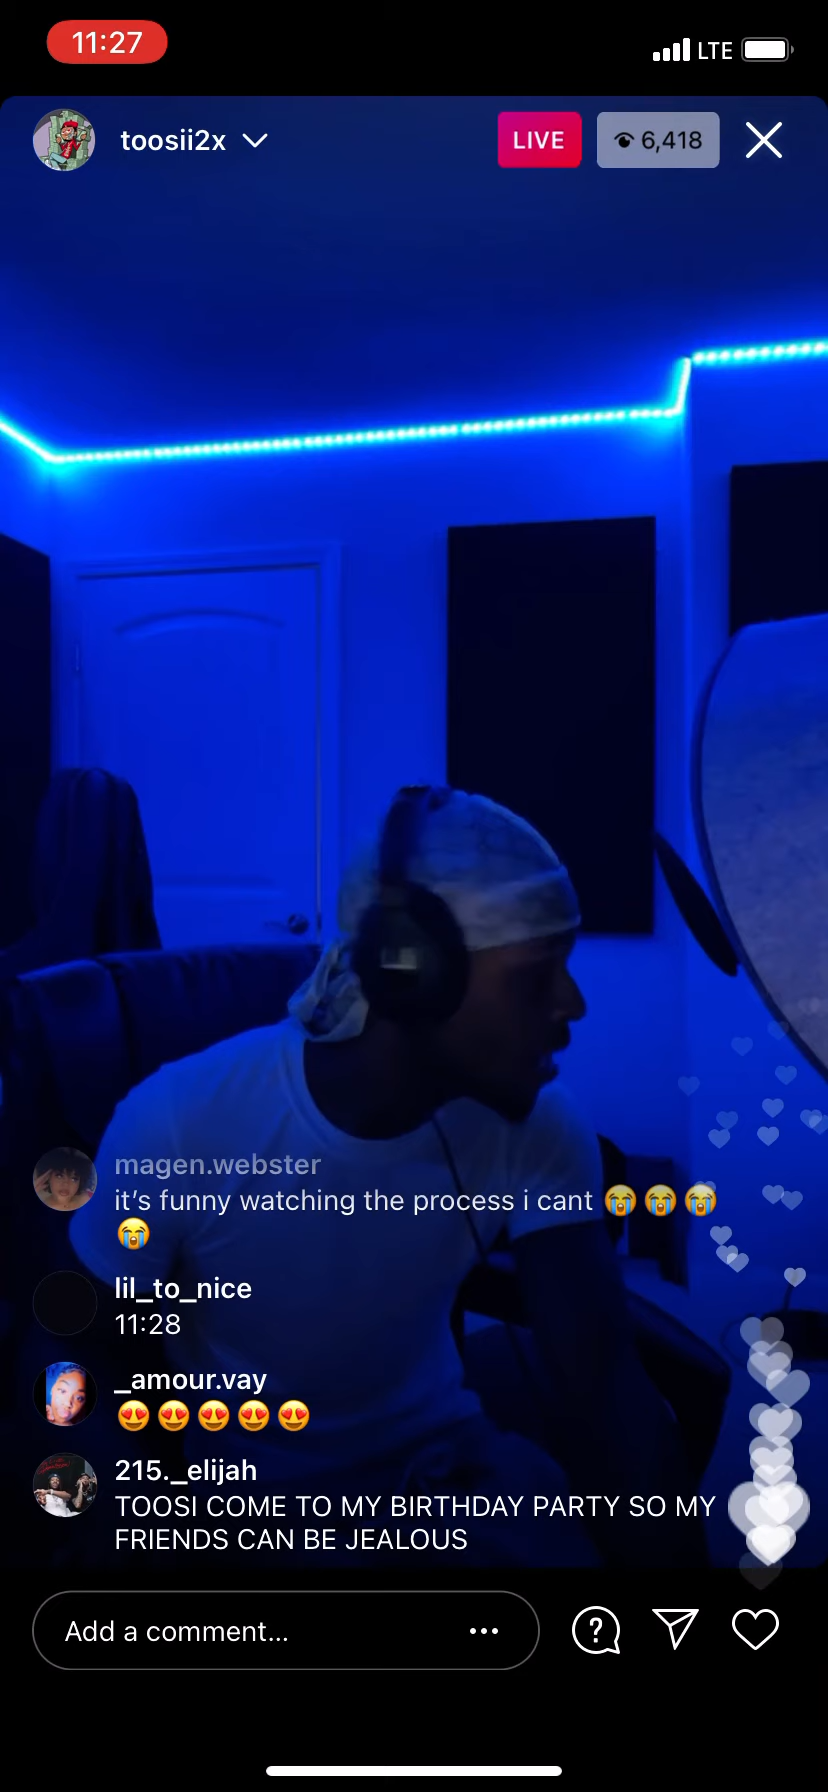 11:27
LTE
toosii2x
LIVE
6,418
magen.webster
it's funny watching the process i cant 😭😭😭
😭
lil_to_nice
11:28
_amour.vay
😍😍😍😍😍
215._elijah
TOOSI COME TO MY BIRTHDAY PARTY SO MY
FRIENDS CAN BE JEALOUS
Add a comment...